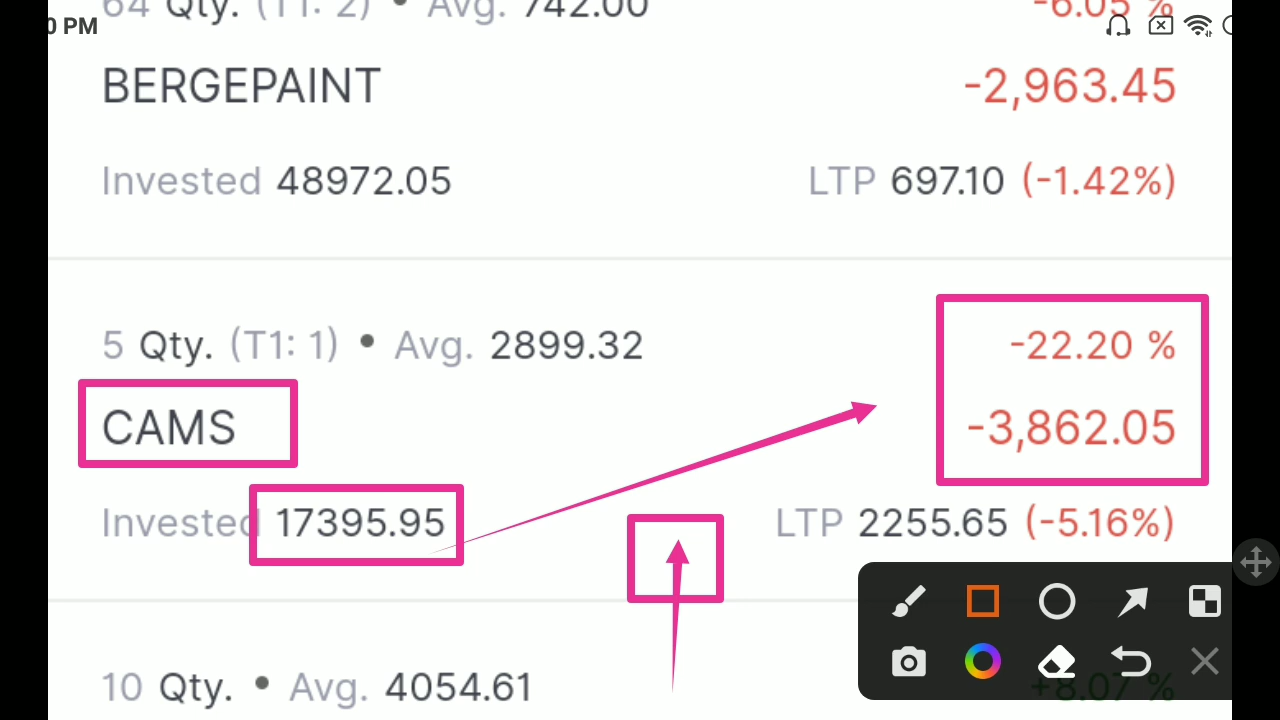 64 Qty. (T1: 2) • Avg. 742.00 -6.05 %
0 PM
BERGEPAINT -2,963.45
Invested 48972.05 LTP 697.10 (-1.42%)
5 Qty. (T1: 1) • Avg. 2899.32 -22.20 %
CAMS -3,862.05
Invested 17395.95 LTP 2255.65 (-5.16%)
10 Qty. • Avg. 4054.61 +8.07 %